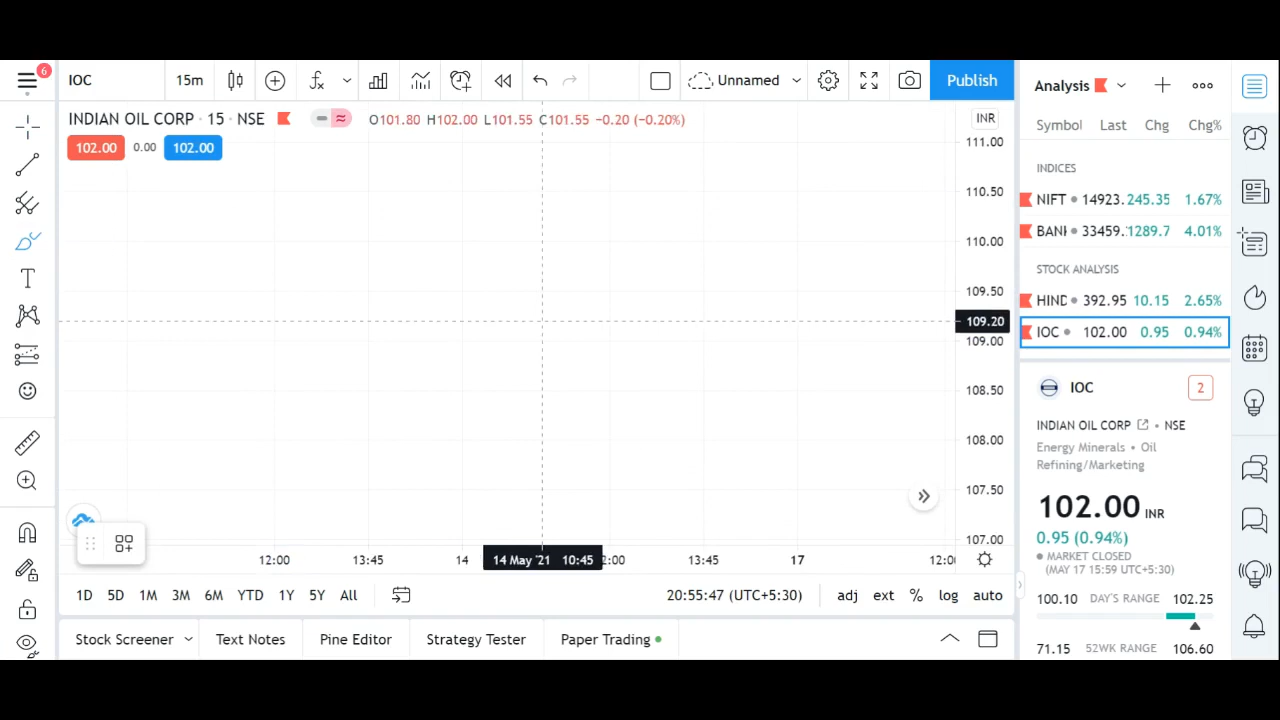 6
IOC 15m Unnamed Publish
INDIAN OIL CORP · 15 · NSE O101.80 H102.00 L101.55 C101.55 −0.20 (−0.20%) INR
102.00 0.00 102.00
111.00
110.50
110.00
109.50
109.20
109.00
108.50
108.00
107.50
107.00
12:00 13:45 14 14 May '21 10:45 2:00 13:45 17
1D 5D 1M 3M 6M YTD 1Y 5Y All 20:55:47 (UTC+5:30) adj ext % log auto
Stock Screener Text Notes Pine Editor Strategy Tester Paper Trading
Analysis
Symbol Last Chg Chg%
INDICES
NIFT 14923. 245.35 1.67%
BANI 33459. 1289.7 4.01%
STOCK ANALYSIS
HIND 392.95 10.15 2.65%
IOC 102.00 0.95 0.94%
IOC 2
INDIAN OIL CORP • NSE
Energy Minerals • Oil
Refining/Marketing
102.00 INR
0.95 (0.94%)
MARKET CLOSED
(MAY 17 15:59 UTC+5:30)
100.10 DAY'S RANGE 102.25
71.15 52WK RANGE 106.60